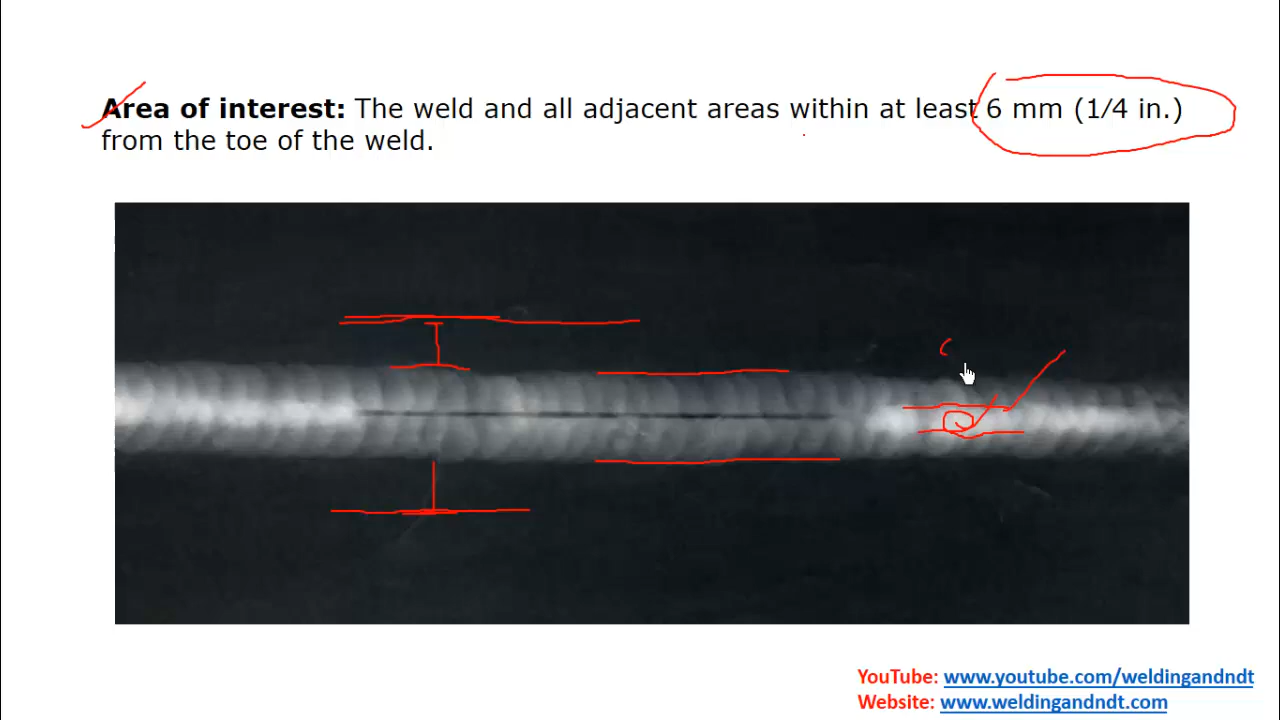 Area of interest: The weld and all adjacent areas within at least 6 mm (1/4 in.)
from the toe of the weld.
YouTube: www.youtube.com/weldingandndt
Website: www.weldingandndt.com